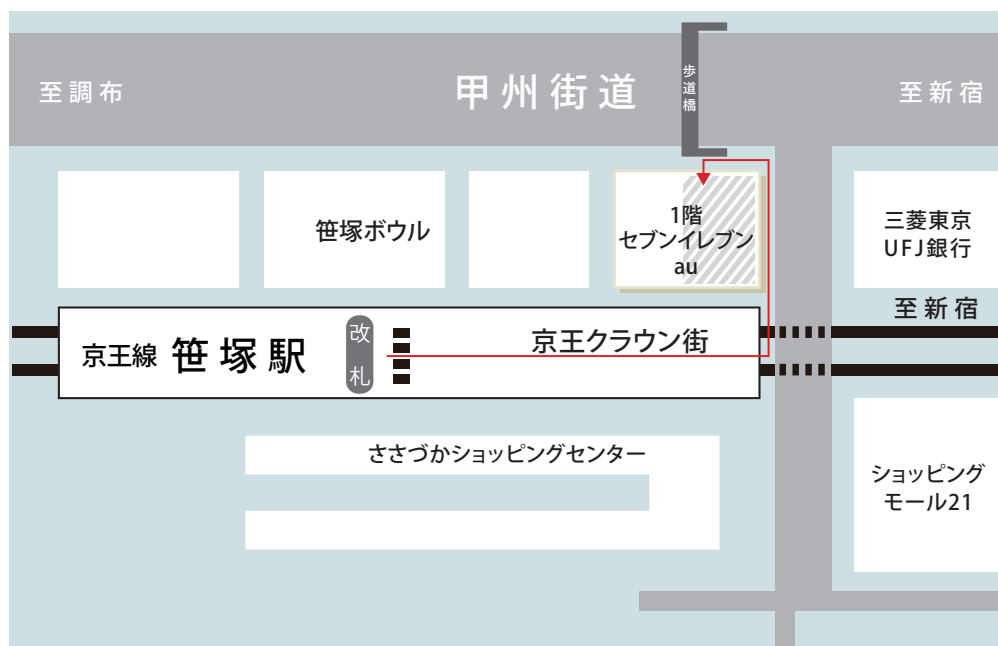 至調布
甲州街道
歩道橋
至新宿
笹塚ボウル
1階
セブンイレブン
au
三菱東京
UFJ銀行
至新宿
京王線 笹塚駅
改札
京王クラウン街
ささづかショッピングセンター
ショッピング
モール21